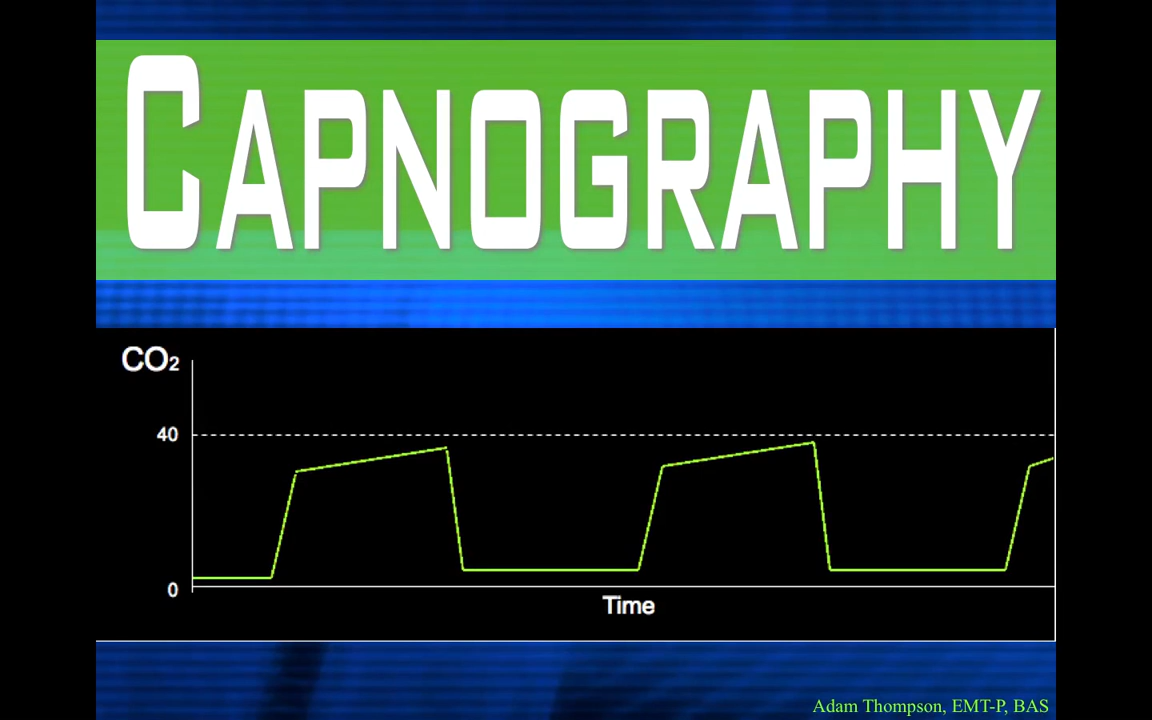 CAPNOGRAPHY
CO₂
40
0
Time
Adam Thompson, EMT-P, BAS